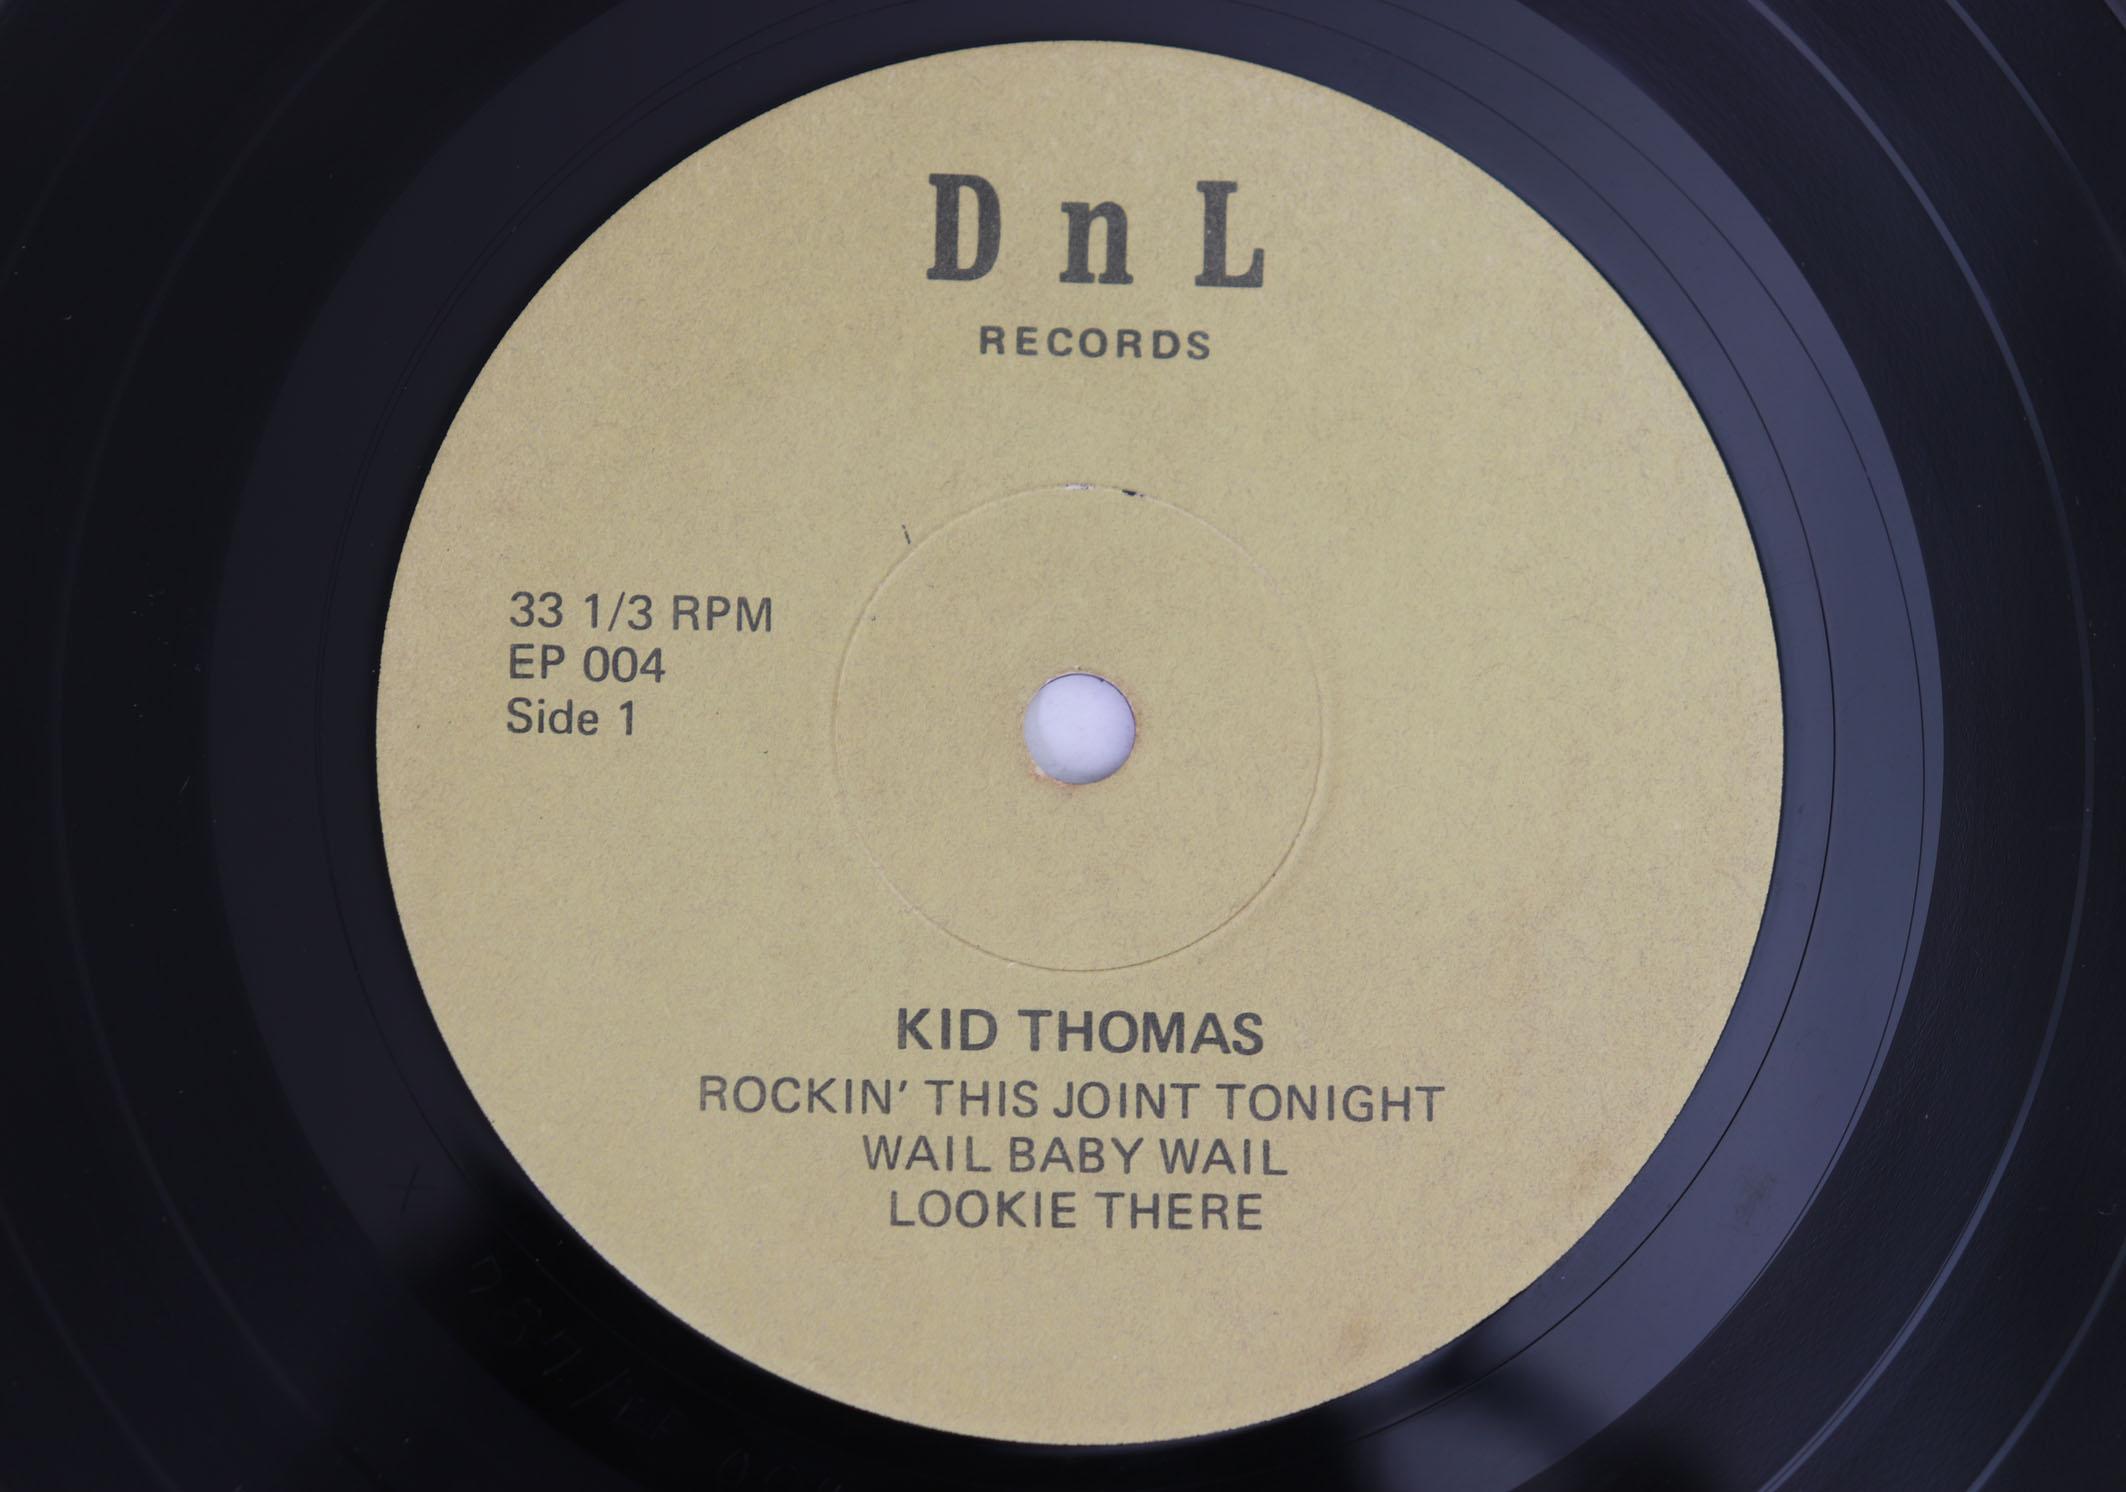 D n L
RECORDS
33 1/3 RPM
EP 004
Side 1
KID THOMAS
ROCKIN' THIS JOINT TONIGHT
WAIL BABY WAIL
LOOKIE THERE